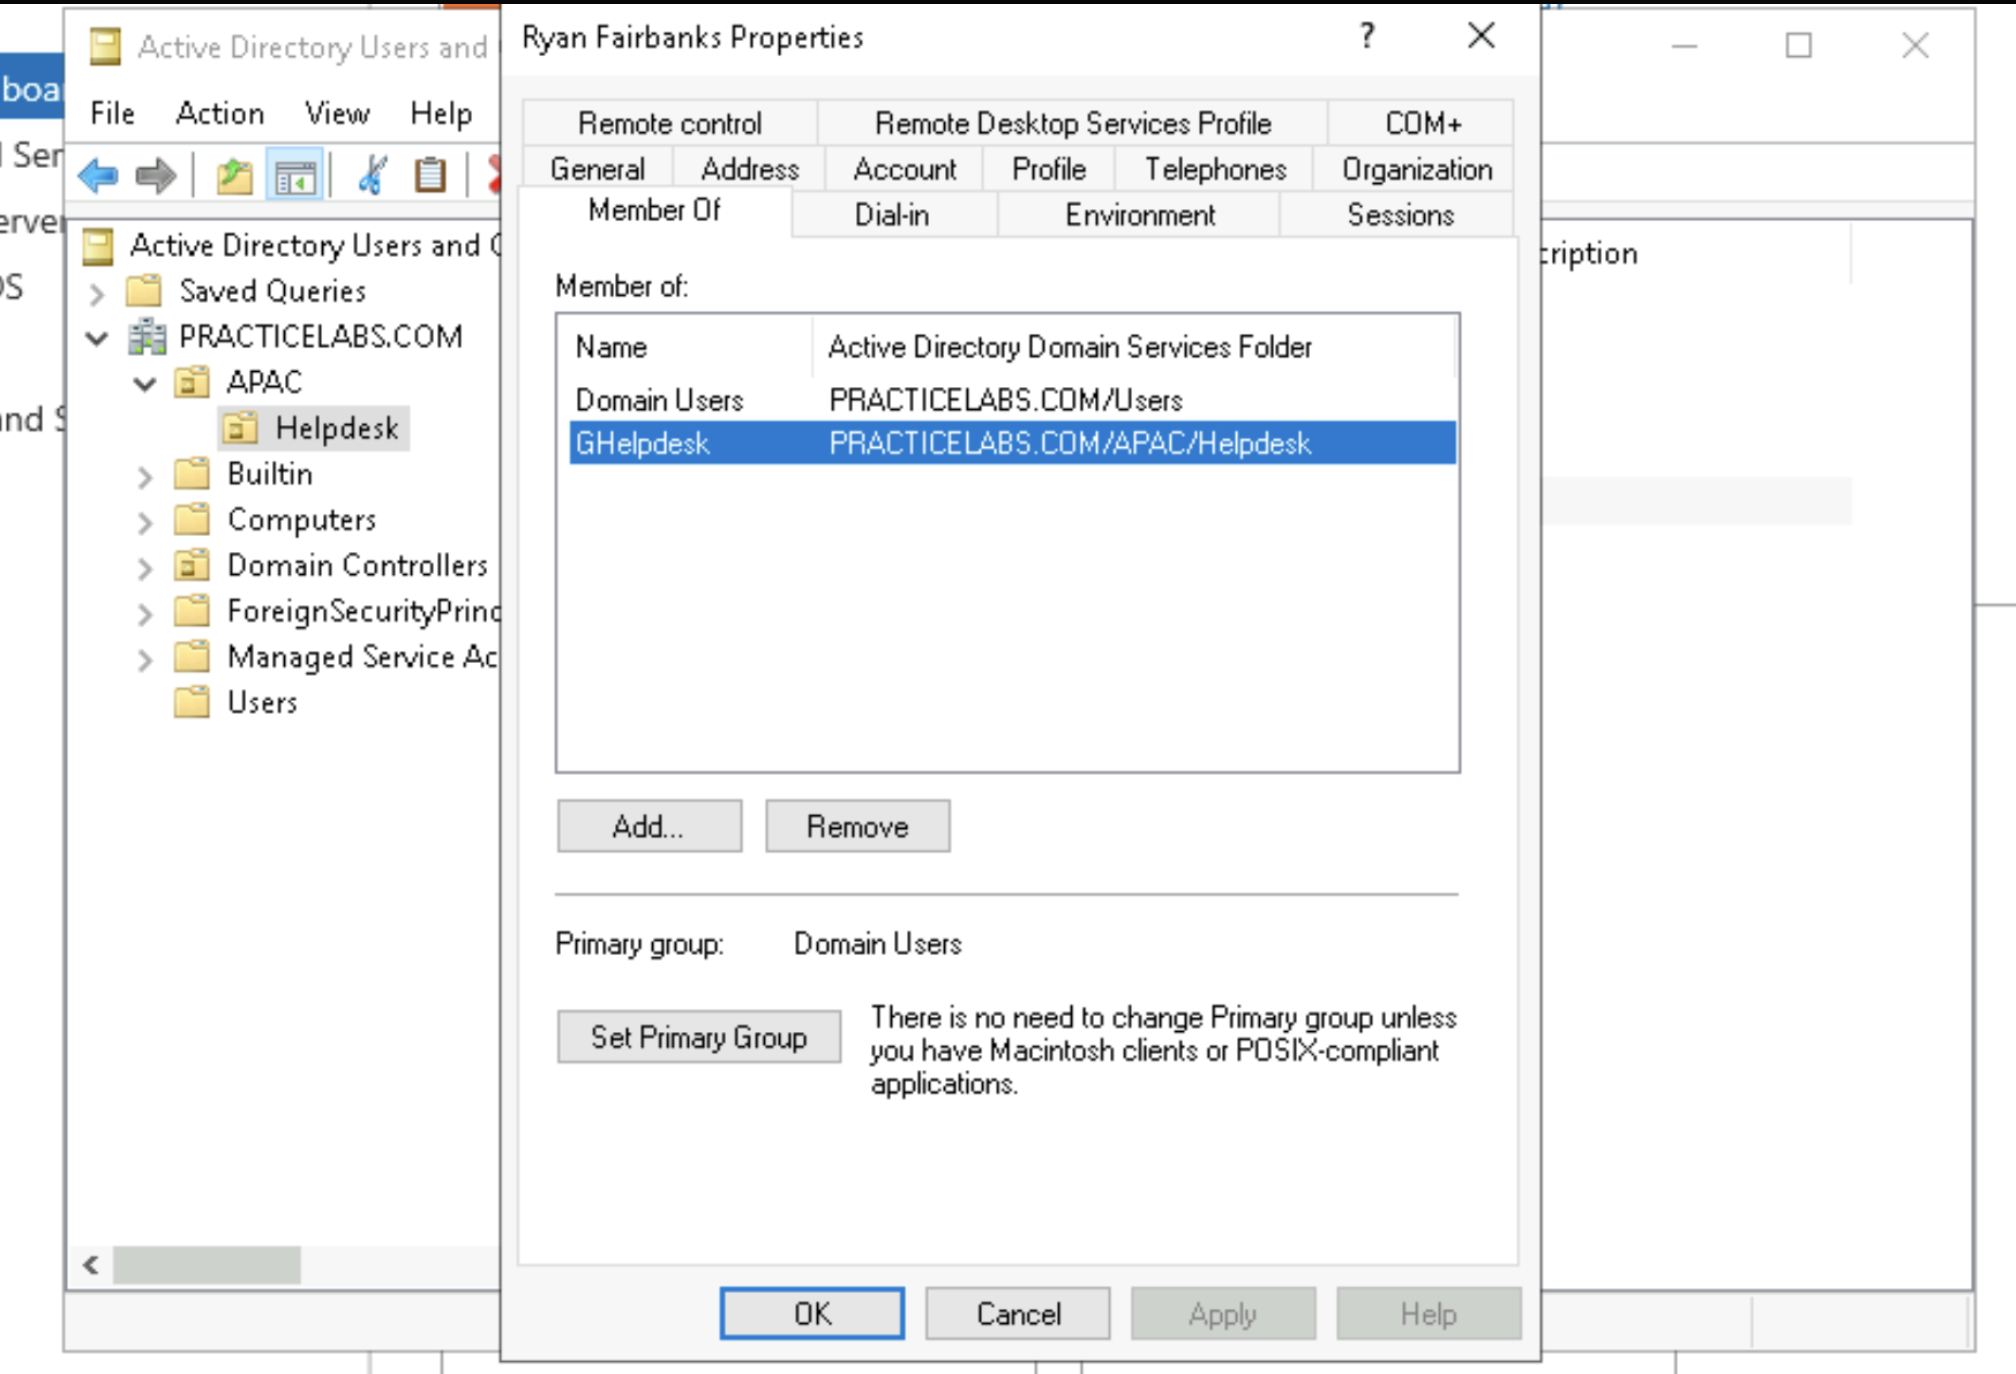 Active Directory Users and
File Action View Help
Active Directory Users and
Saved Queries
PRACTICELABS.COM
APAC
Helpdesk
Builtin
Computers
Domain Controllers
ForeignSecurityPrinc
Managed Service Ac
Users
Ryan Fairbanks Properties
Remote control Remote Desktop Services Profile COM+
General Address Account Profile Telephones Organization
Member Of Dial-in Environment Sessions
Member of:
Name Active Directory Domain Services Folder
Domain Users PRACTICELABS.COM/Users
GHelpdesk PRACTICELABS.COM/APAC/Helpdesk
Add... Remove
Primary group: Domain Users
Set Primary Group
There is no need to change Primary group unless
you have Macintosh clients or POSIX-compliant
applications.
OK Cancel Apply Help
cription